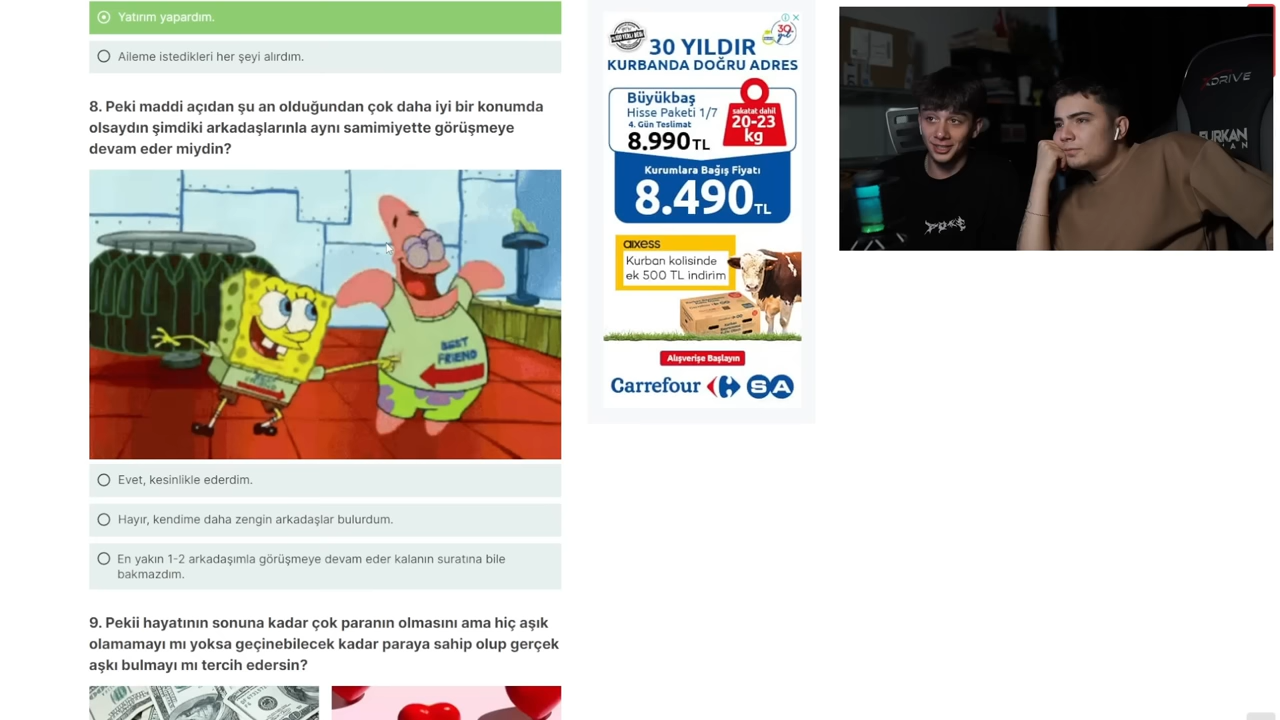 Yatırım yapardım.
Aileme istedikleri her şeyi alırdım.
8. Peki maddi açıdan şu an olduğundan çok daha iyi bir konumda
olsaydın şimdiki arkadaşlarınla aynı samimiyette görüşmeye
devam eder miydin?
BEST
FRIEND
Evet, kesinlikle ederdim.
Hayır, kendime daha zengin arkadaşlar bulurdum.
En yakın 1-2 arkadaşımla görüşmeye devam eder kalanın suratına bile
bakmazdım.
9. Pekii hayatının sonuna kadar çok paranın olmasını ama hiç aşık
olamamayı mı yoksa geçinebilecek kadar paraya sahip olup gerçek
aşkı bulmayı mı tercih edersin?
30 YILDIR
KURBANDA DOĞRU ADRES
Büyükbaş
Hisse Paketi 1/7
4. Gün Teslimat
8.990 TL
sakatat dahil
20-23
kg
Kurumlara Bağış Fiyatı
8.490 TL
axess
Kurban kolisinde
ek 500 TL indirim
Alışverişe Başlayın
Carrefour SA
XDRIVE
FURKAN